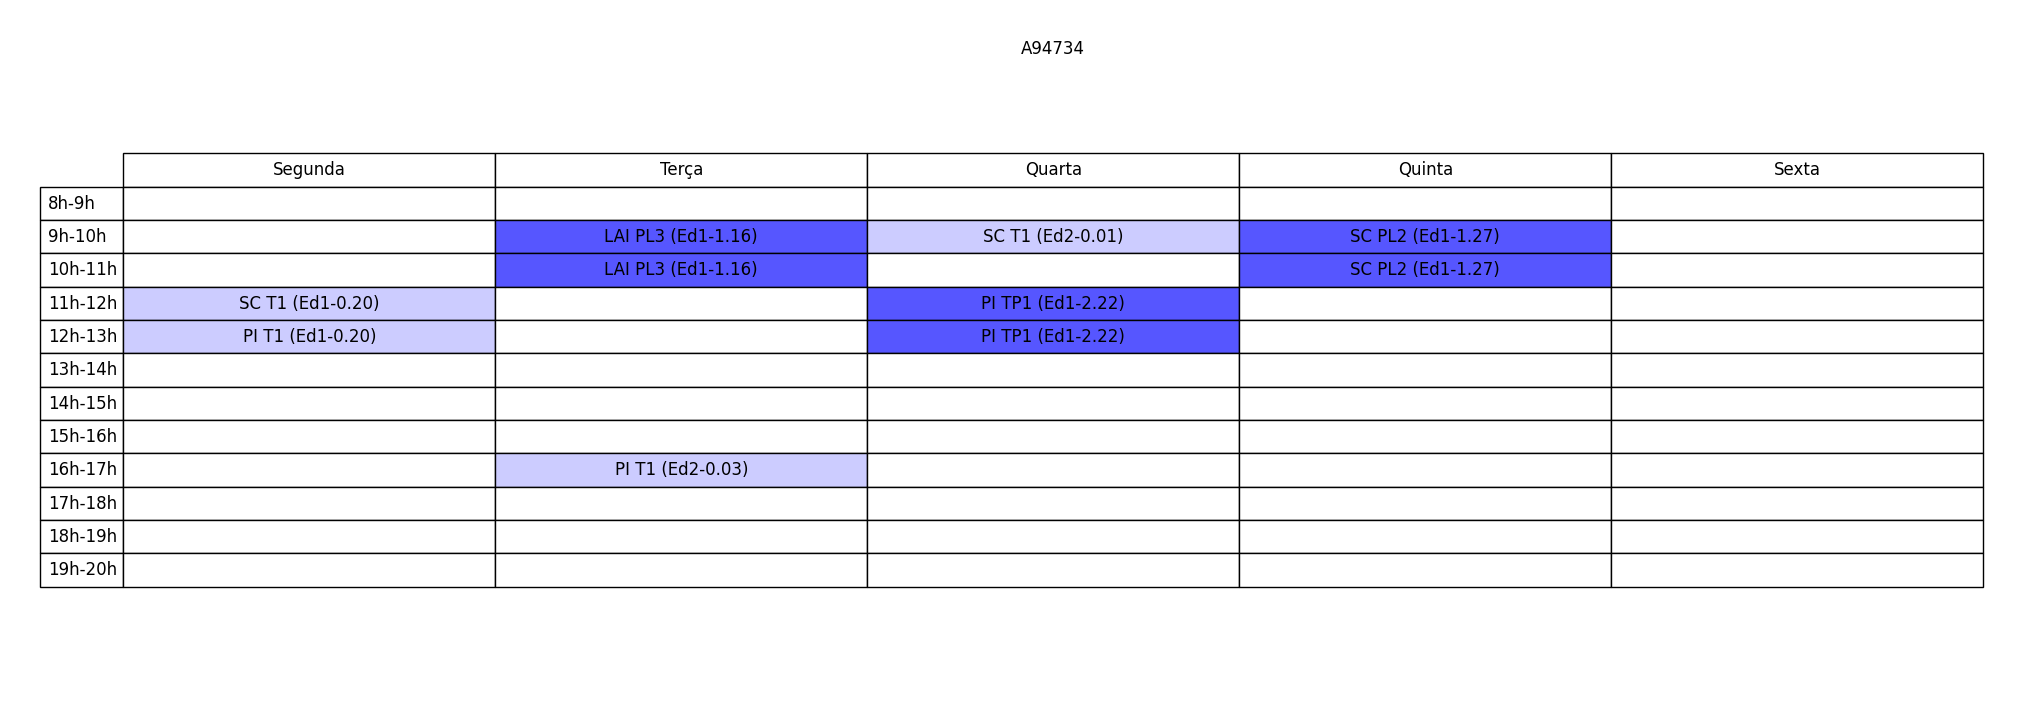 A94734
Segunda Terça Quarta Quinta Sexta
8h-9h
9h-10h LAI PL3 (Ed1-1.16) SC T1 (Ed2-0.01) SC PL2 (Ed1-1.27)
10h-11h LAI PL3 (Ed1-1.16) SC PL2 (Ed1-1.27)
11h-12h SC T1 (Ed1-0.20) PI TP1 (Ed1-2.22)
12h-13h PI T1 (Ed1-0.20) PI TP1 (Ed1-2.22)
13h-14h
14h-15h
15h-16h
16h-17h PI T1 (Ed2-0.03)
17h-18h
18h-19h
19h-20h